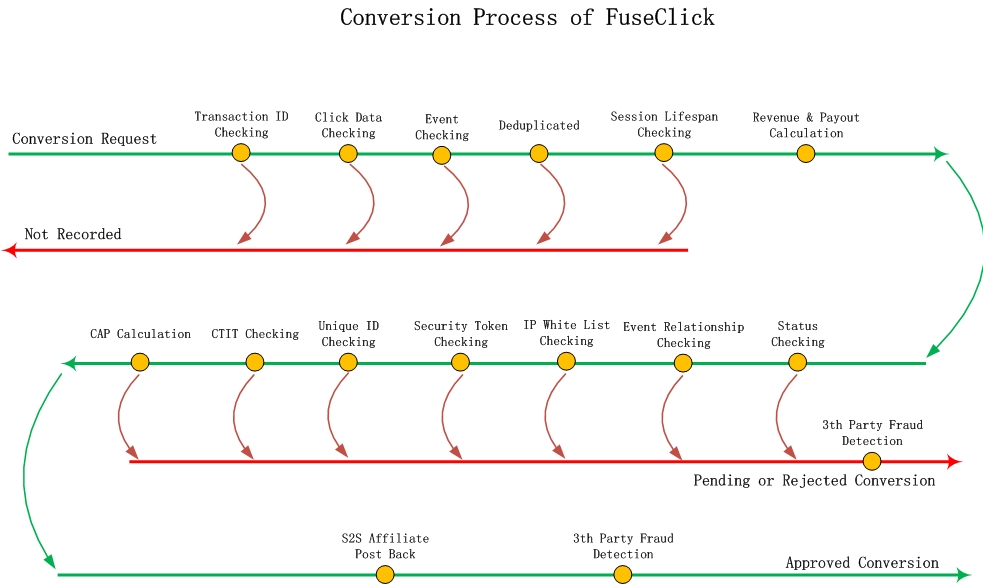 Conversion Process of FuseClick
Transaction ID
Checking
Click Data
Checking
Event
Checking
Deduplicated
Session Lifespan
Checking
Revenue & Payout
Calculation
Conversion Request
Not Recorded
CAP Calculation
CTIT Checking
Unique ID
Checking
Security Token
Checking
IP White List
Checking
Event Relationship
Checking
Status
Checking
3th Party Fraud
Detection
Pending or Rejected Conversion
S2S Affiliate
Post Back
3th Party Fraud
Detection
Approved Conversion